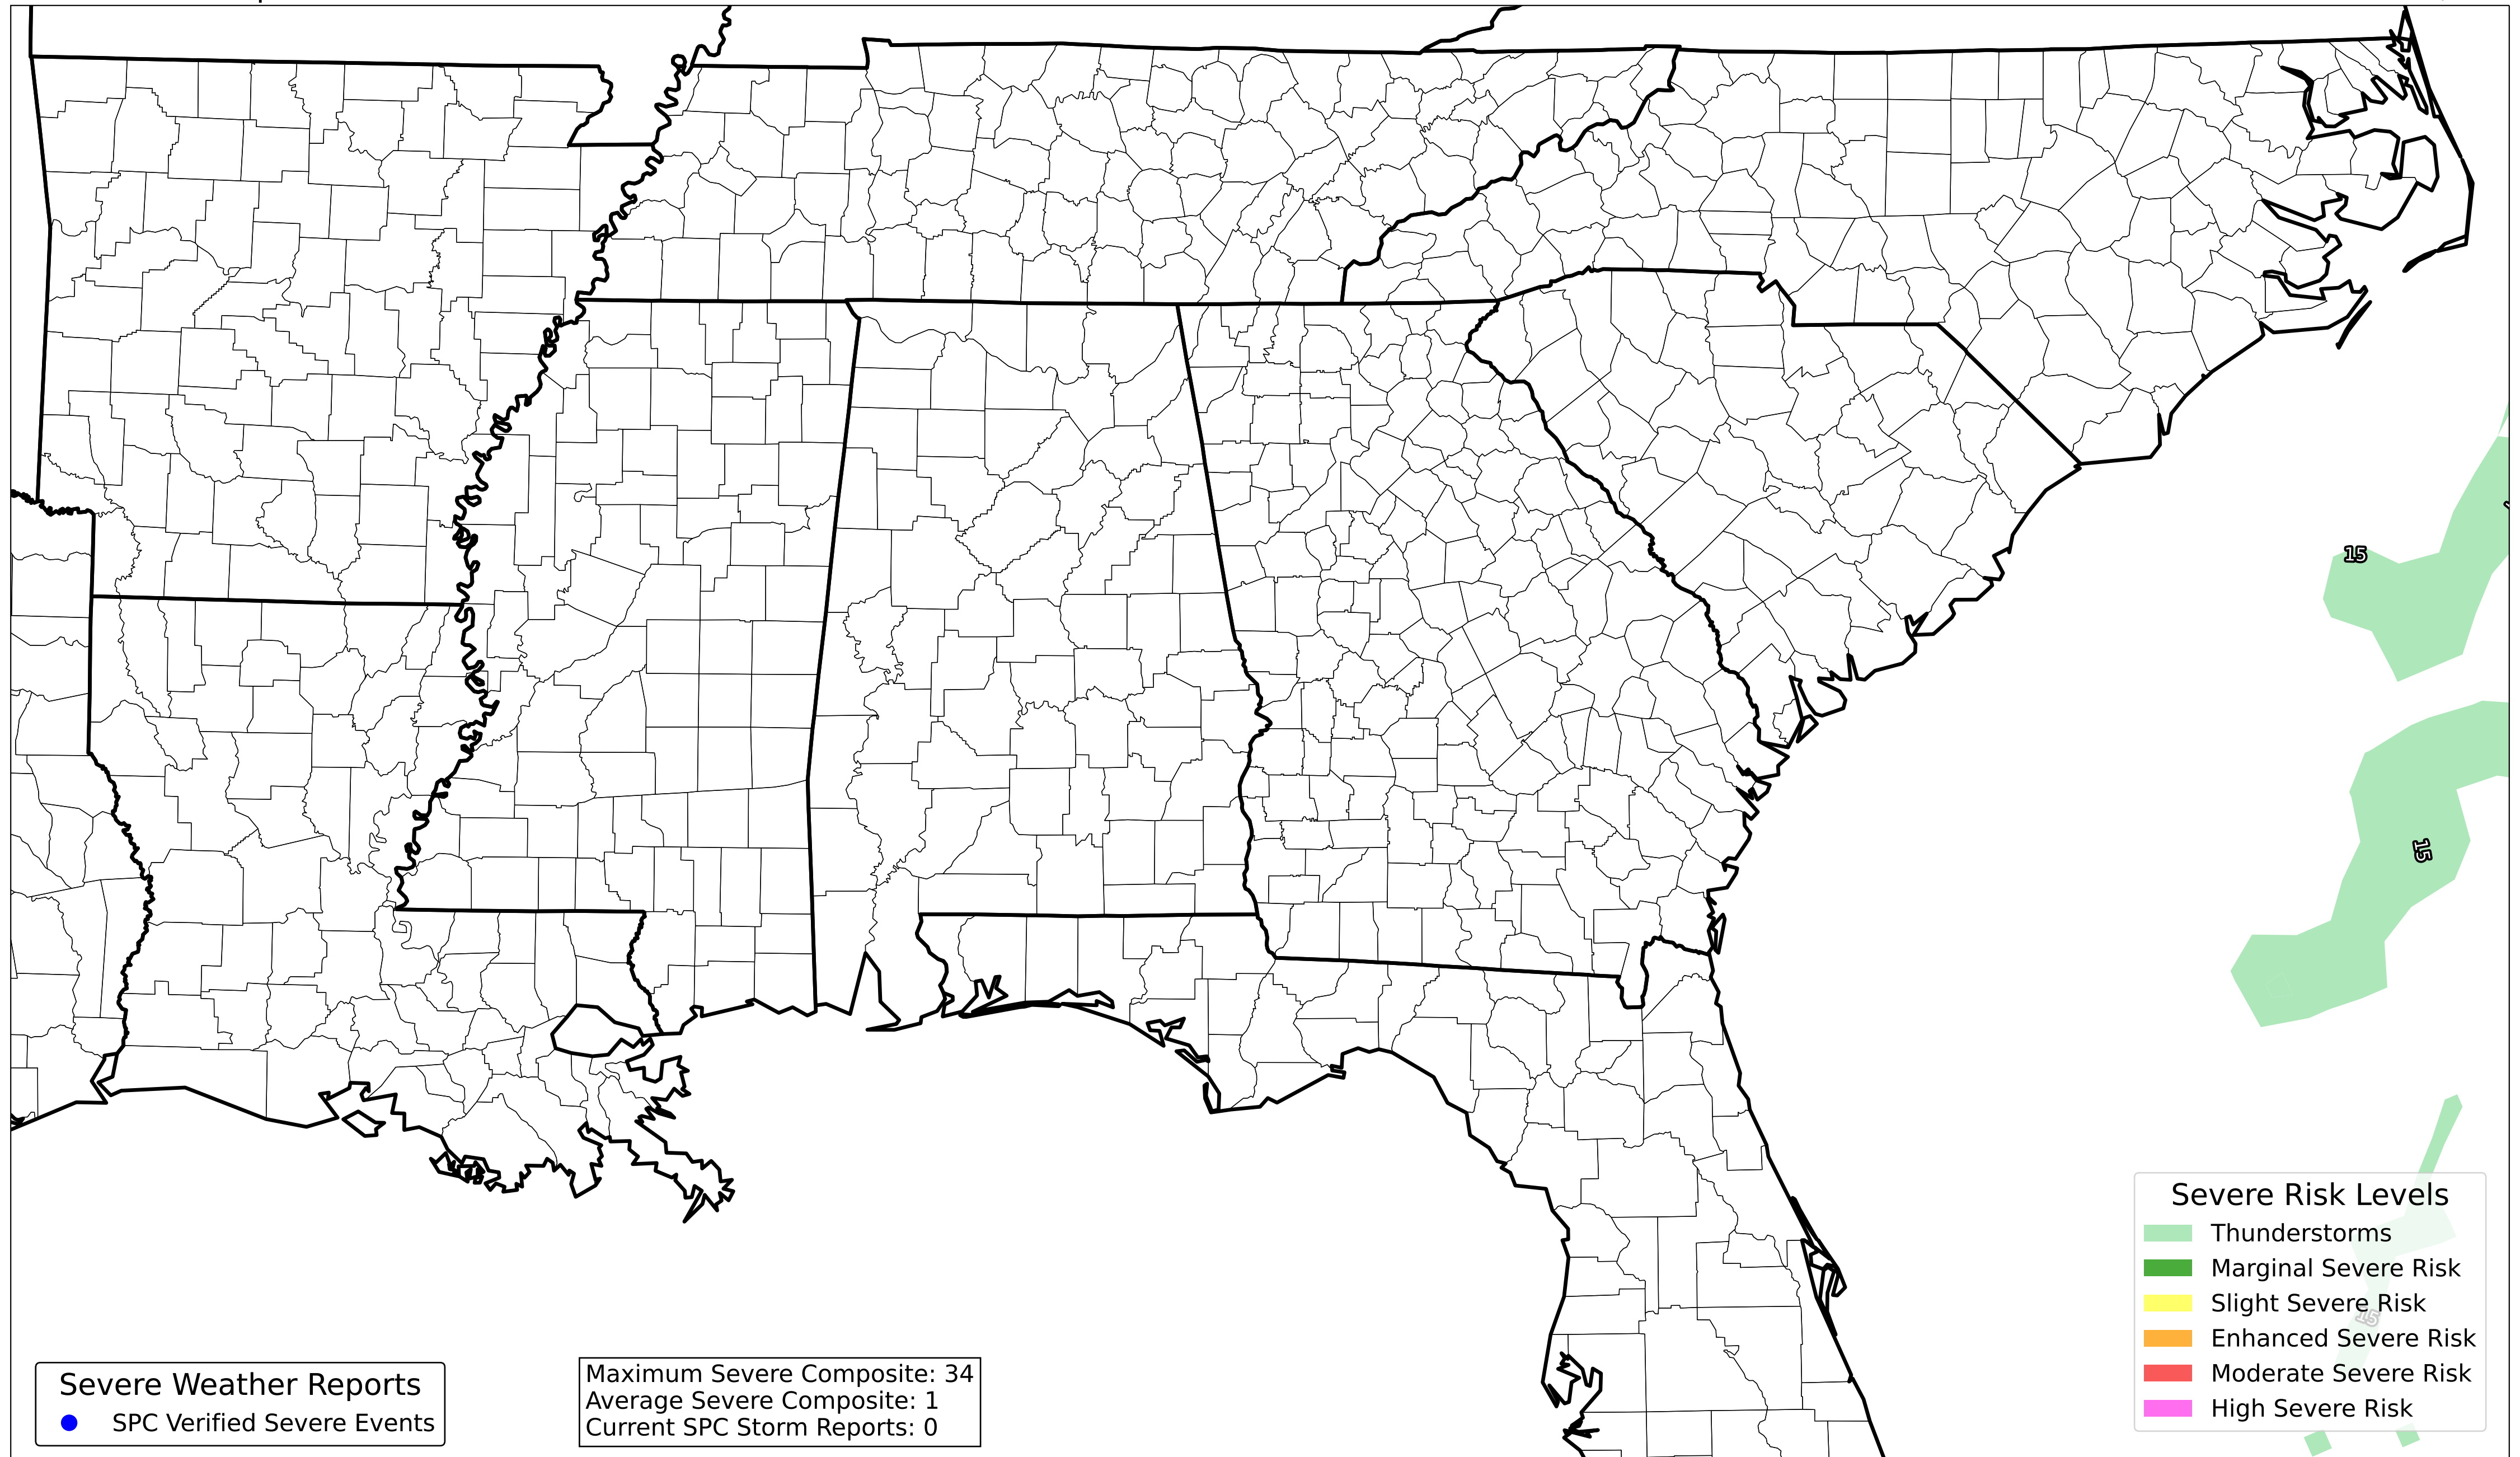 15
15
Severe Risk Levels
Thunderstorms
Marginal Severe Risk
Slight Severe Risk
15
Enhanced Severe Risk
Moderate Severe Risk
High Severe Risk
Severe Weather Reports
SPC Verified Severe Events
Maximum Severe Composite: 34
Average Severe Composite: 1
Current SPC Storm Reports: 0